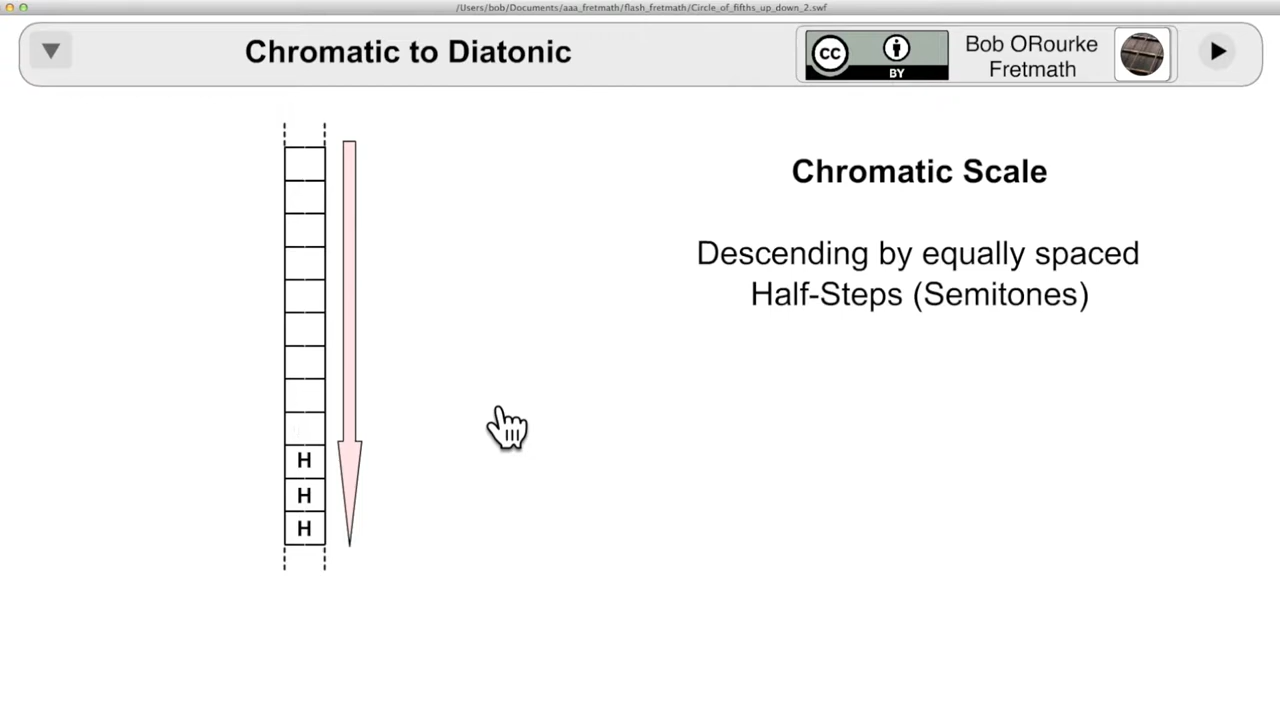 /Users/bob/Documents/aaa_fretmath/flash_fretmath/Circle_of_fifths_up_down_2.swf
Chromatic to Diatonic
CC
BY
Bob ORourke
Fretmath
Chromatic Scale
Descending by equally spaced
Half-Steps (Semitones)
H
H
H